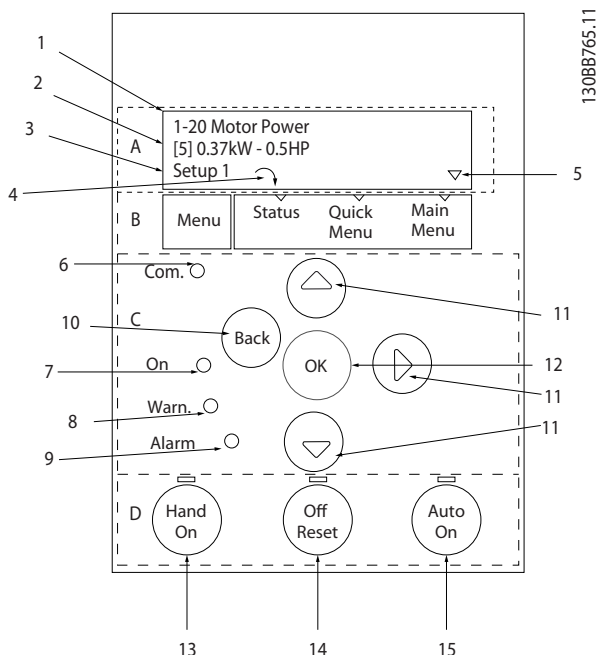 130BB765.11
1
2
3
4
A
1-20 Motor Power
[5] 0.37kW - 0.5HP
Setup 1
5
B
Menu
Status
Quick
Menu
Main
Menu
6
Com.
C
10
Back
OK
11
12
11
11
7
On
8
Warn.
9
Alarm
D
Hand
On
Off
Reset
Auto
On
13
14
15